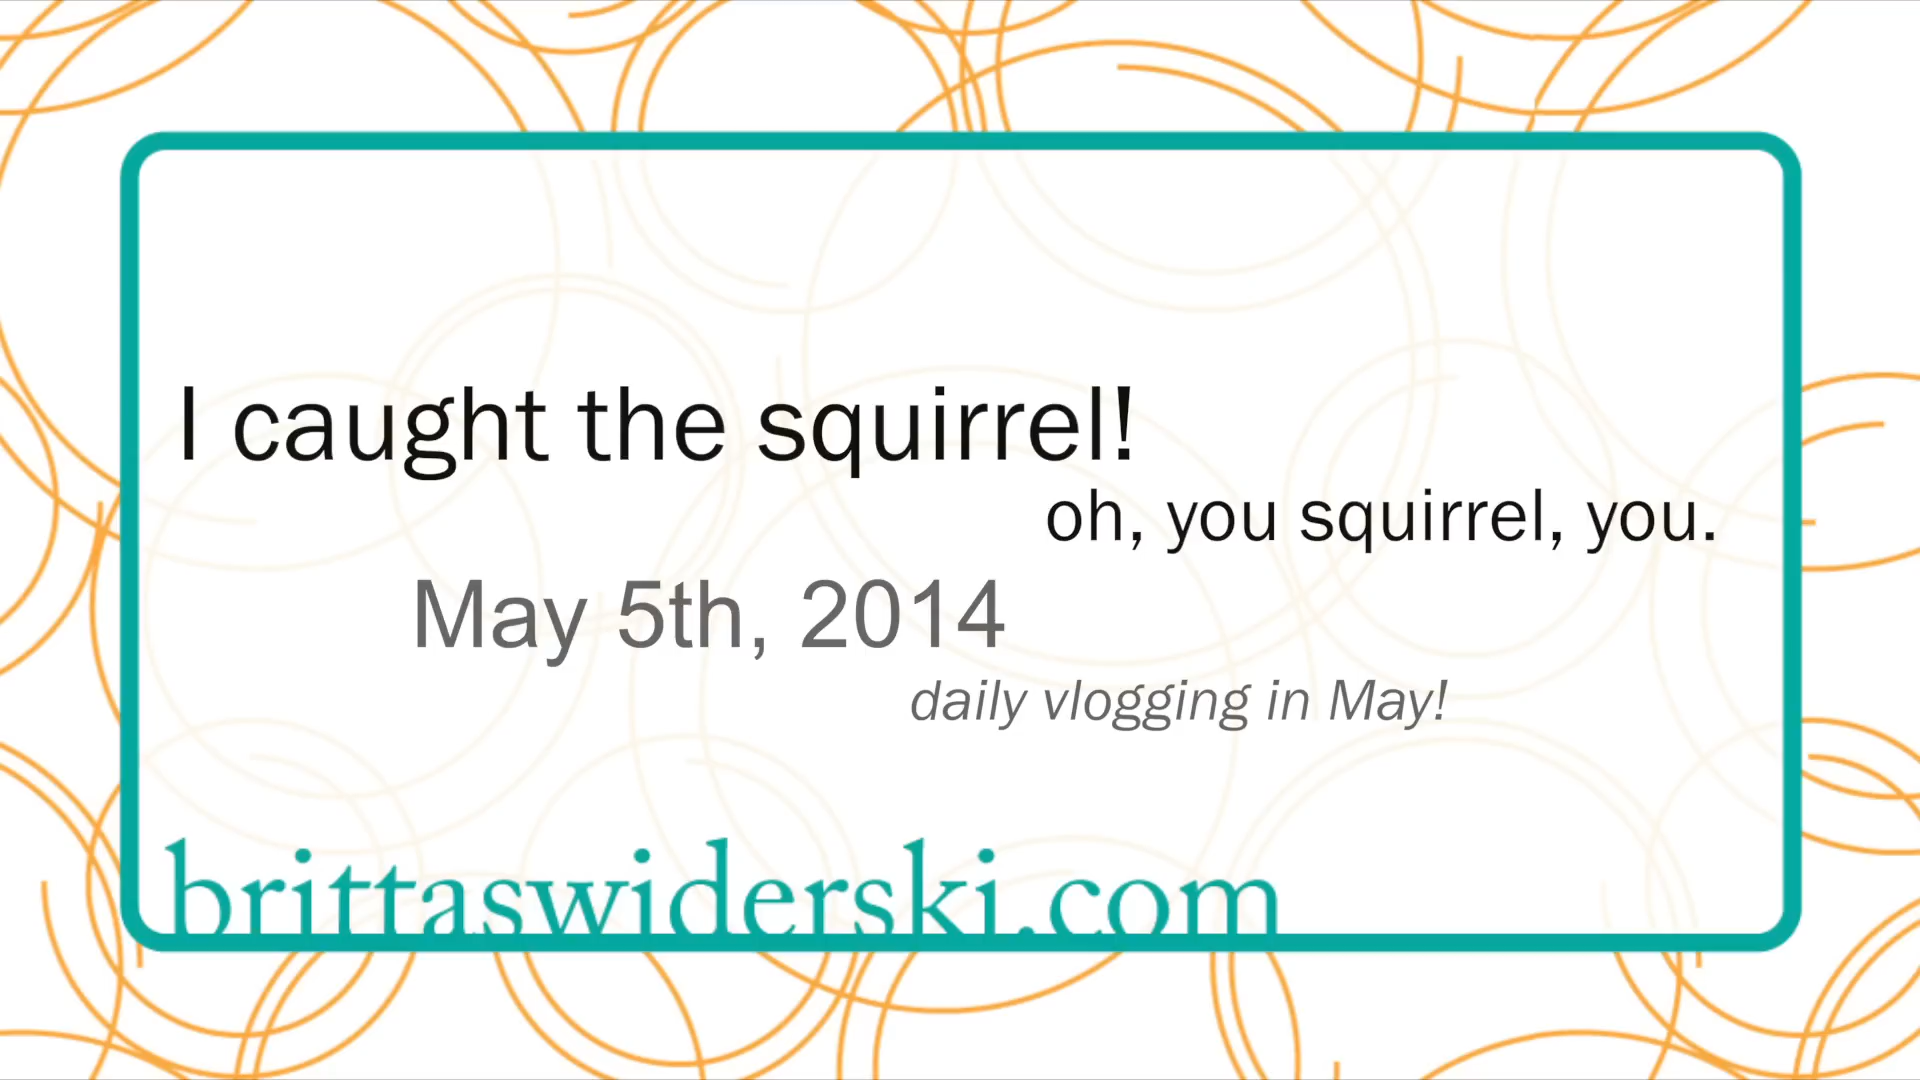 I caught the squirrel!
oh, you squirrel, you.
May 5th, 2014
daily vlogging in May!
brittaswiderski.com